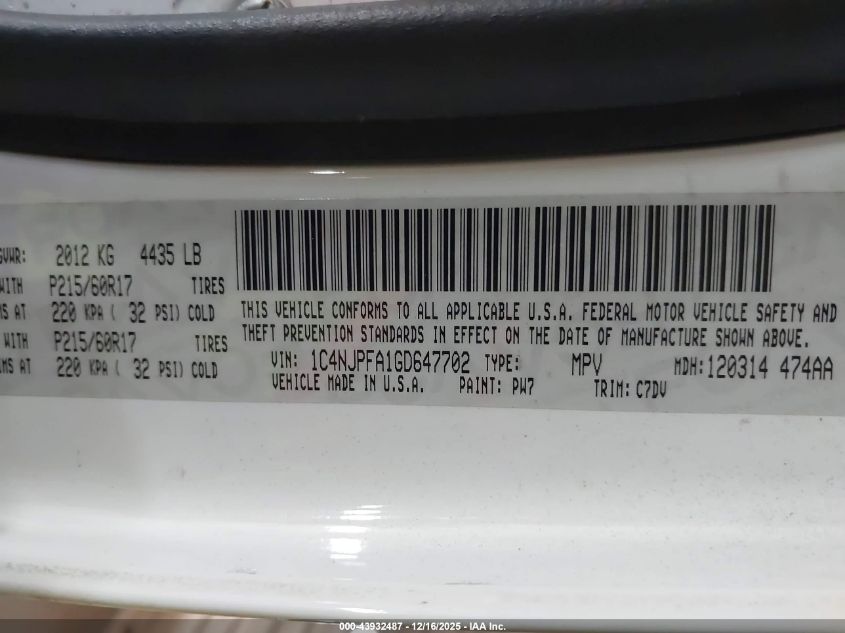 GVWR: 2012 KG 4435 LB
WITH P215/60R17 TIRES
MS AT 220 KPA ( 32 PSI) COLD
WITH P215/60R17 TIRES
IMS AT 220 KPA ( 32 PSI) COLD
THIS VEHICLE CONFORMS TO ALL APPLICABLE U.S.A. FEDERAL MOTOR VEHICLE SAFETY AND
THEFT PREVENTION STANDARDS IN EFFECT ON THE DATE OF MANUFACTURE SHOWN ABOVE.
VIN: 1C4NJPFA1GD647702 TYPE: MPV MDH: 120314 474AA
VEHICLE MADE IN U.S.A. PAINT: PW7 TRIM: C7DV
000-43932487 - 12/16/2025 - IAA Inc.